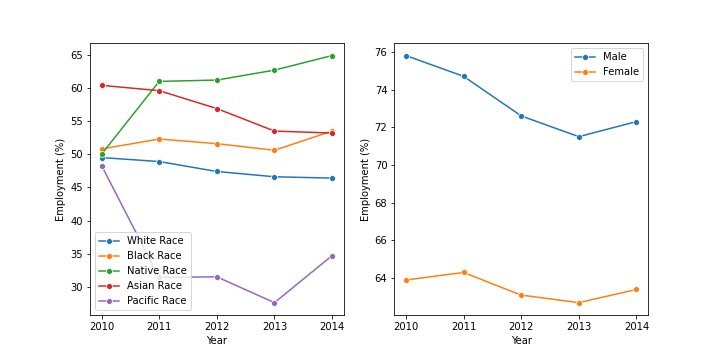 65
60
55
50
45
40
35
30
Employment (%)
White Race
Black Race
Native Race
Asian Race
Pacific Race
2010 2011 2012 2013 2014
Year
76
74
72
70
68
66
64
Employment (%)
Male
Female
2010 2011 2012 2013 2014
Year